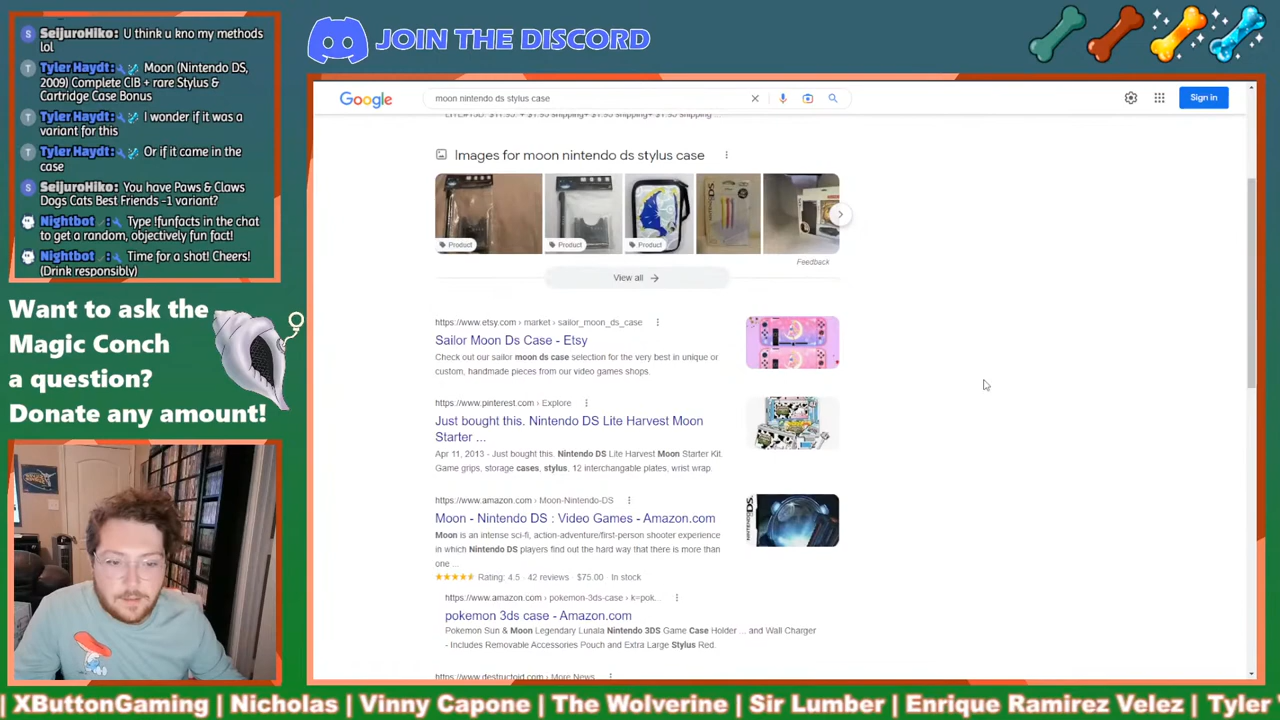 SeijuroHiko: U think u kno my methods
lol
Tyler Haydt: Moon (Nintendo DS,
2009) Complete CIB + rare Stylus &
Cartridge Case Bonus
Tyler Haydt: I wonder if it was a
variant for this
Tyler Haydt: Or if it came in the
case
SeijuroHiko: You have Paws & Claws
Dogs Cats Best Friends -1 variant?
Nightbot: Type !funfacts in the chat
to get a random, objectively fun fact!
Nightbot: Time for a shot! Cheers!
(Drink responsibly)
JOIN THE DISCORD
Want to ask the
Magic Conch
a question?
Donate any amount!
Google
moon nintendo ds stylus case
Sign in
Images for moon nintendo ds stylus case
Product
Product
Product
Feedback
View all
https://www.etsy.com › market › sailor_moon_ds_case
Sailor Moon Ds Case - Etsy
Check out our sailor moon ds case selection for the very best in unique or
custom, handmade pieces from our video games shops.
https://www.pinterest.com › Explore
Just bought this. Nintendo DS Lite Harvest Moon
Starter ...
Apr 11, 2013 - Just bought this. Nintendo DS Lite Harvest Moon Starter Kit.
Game grips, storage cases, stylus, 12 interchangable plates, wrist wrap.
https://www.amazon.com › Moon-Nintendo-DS
Moon - Nintendo DS : Video Games - Amazon.com
Moon is an intense sci-fi, action-adventure/first-person shooter experience
in which Nintendo DS players find out the hard way that there is more than
one ...
Rating: 4.5 · 42 reviews · $75.00 · In stock
https://www.amazon.com › pokemon-3ds-case › k=pok...
pokemon 3ds case - Amazon.com
Pokemon Sun & Moon Legendary Lunala Nintendo 3DS Game Case Holder ... and Wall Charger
- Includes Removable Accessories Pouch and Extra Large Stylus Red.
https://www.destructoid.com › More News
| XButtonGaming | Nicholas | Vinny Capone | The Wolverine | Sir Lumber | Enrique Ramirez Velez | Tyler